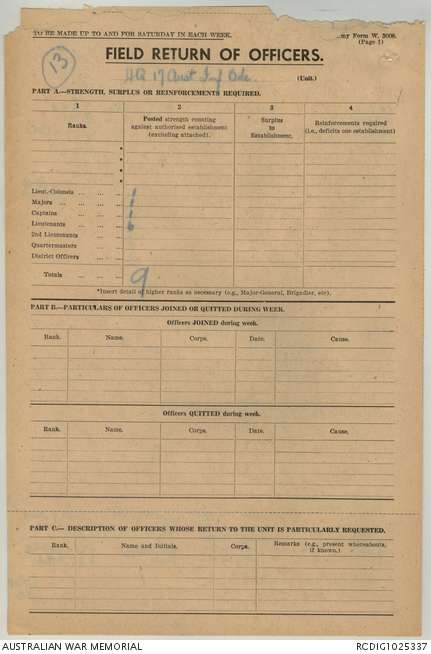 TO BE MADE UP TO AND FOR SATURDAY IN EACH WEEK.
my Form W. 3008.
(Page 1)
13
FIELD RETURN OF OFFICERS.
HQ 17 Aust Inf Bde. (Unit.)
PART A.—STRENGTH, SURPLUS OR REINFORCEMENTS REQUIRED.
1 2 3 4
Ranks.
Posted strength counting against authorised establishment (excluding attached).
Surplus to Establishment.
Reinforcements required (i.e., deficits one establishment)
*
*
*
*
Lieut.-Colonels ... ... ...
Majors ... ... ... 1
Captains ... ... ... 1
Lieutenants ... ... ... 6
2nd Lieutenants ... ...
Quartermasters ... ...
District Officers ... ...
Totals ... ... 9
*Insert detail of higher ranks as necessary (e.g., Major-General, Brigadier, etc).
PART B.—PARTICULARS OF OFFICERS JOINED OR QUITTED DURING WEEK.
Officers JOINED during week.
Rank. Name. Corps. Date. Cause.
Officers QUITTED during week.
Rank. Name. Corps. Date. Cause.
PART C.— DESCRIPTION OF OFFICERS WHOSE RETURN TO THE UNIT IS PARTICULARLY REQUESTED.
Rank. Name and Initials. Corps. Remarks (e.g., present whereabouts, if known.)
AUSTRALIAN WAR MEMORIAL RCDIG1025337